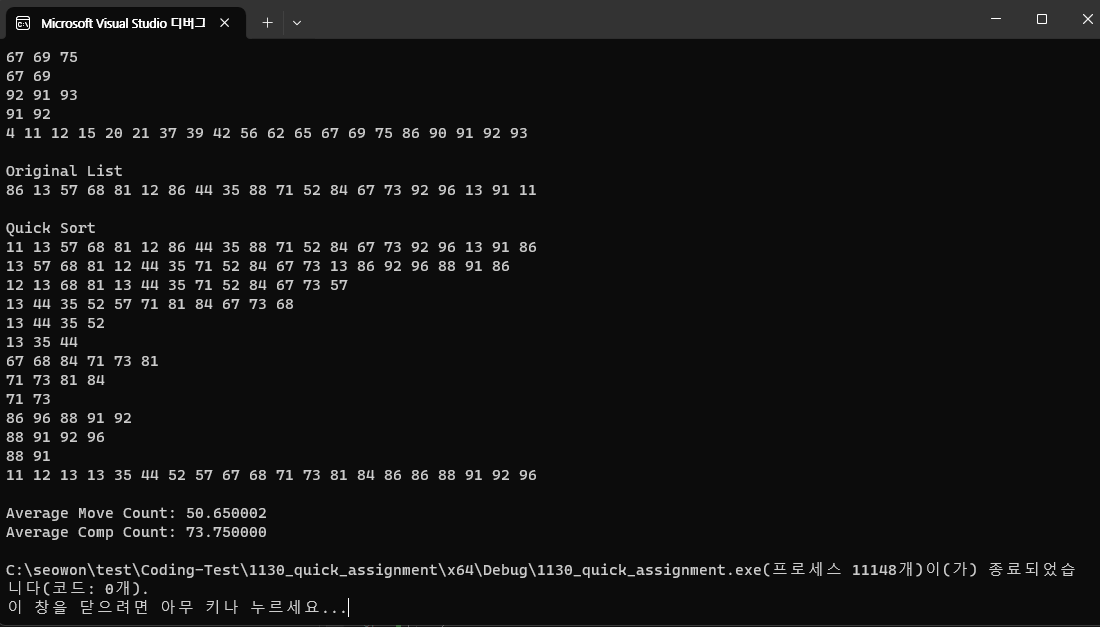 Microsoft Visual Studio 디버그
67 69 75
67 69
92 91 93
91 92
4 11 12 15 20 21 37 39 42 56 62 65 67 69 75 86 90 91 92 93
Original List
86 13 57 68 81 12 86 44 35 88 71 52 84 67 73 92 96 13 91 11
Quick Sort
11 13 57 68 81 12 86 44 35 88 71 52 84 67 73 92 96 13 91 86
13 57 68 81 12 44 35 71 52 84 67 73 13 86 92 96 88 91 86
12 13 68 81 13 44 35 71 52 84 67 73 57
13 44 35 52 57 71 81 84 67 73 68
13 44 35 52
13 35 44
67 68 84 71 73 81
71 73 81 84
71 73
86 96 88 91 92
88 91 92 96
88 91
11 12 13 13 35 44 52 57 67 68 71 73 81 84 86 86 88 91 92 96
Average Move Count: 50.650002
Average Comp Count: 73.750000
C:\seowon\test\Coding-Test\1130_quick_assignment\x64\Debug\1130_quick_assignment.exe(프로세스 11148개)이(가) 종료되었습
니다(코드: 0개).
이 창을 닫으려면 아무 키나 누르세요...